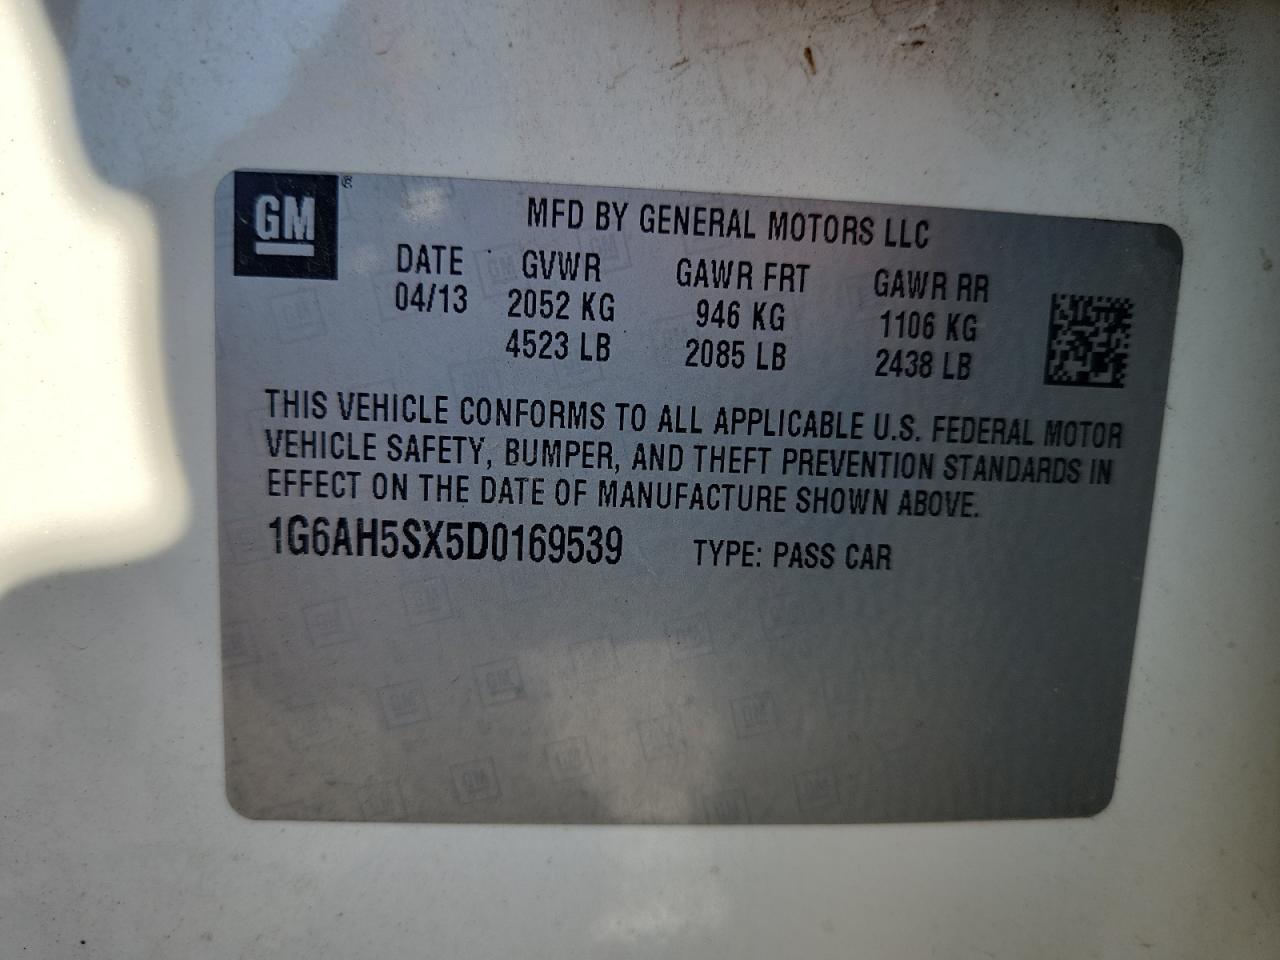 GM ®
MFD BY GENERAL MOTORS LLC
DATE GVWR GAWR FRT GAWR RR
04/13 2052 KG 946 KG 1106 KG
4523 LB 2085 LB 2438 LB
THIS VEHICLE CONFORMS TO ALL APPLICABLE U.S. FEDERAL MOTOR
VEHICLE SAFETY, BUMPER, AND THEFT PREVENTION STANDARDS IN
EFFECT ON THE DATE OF MANUFACTURE SHOWN ABOVE.
1G6AH5SX5D0169539 TYPE: PASS CAR